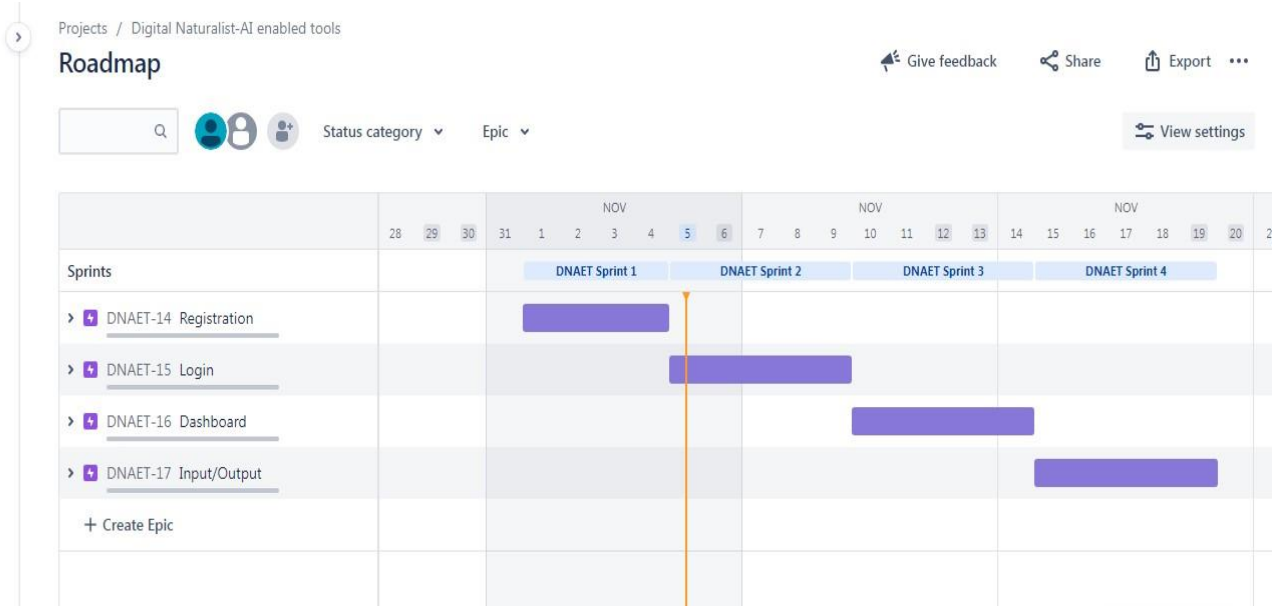 Projects / Digital Naturalist-AI enabled tools
Roadmap
Give feedback Share Export
Status category Epic View settings
NOV NOV NOV
28 29 30 31 1 2 3 4 5 6 7 8 9 10 11 12 13 14 15 16 17 18 19 20 2
Sprints DNAET Sprint 1 DNAET Sprint 2 DNAET Sprint 3 DNAET Sprint 4
DNAET-14 Registration
DNAET-15 Login
DNAET-16 Dashboard
DNAET-17 Input/Output
+ Create Epic